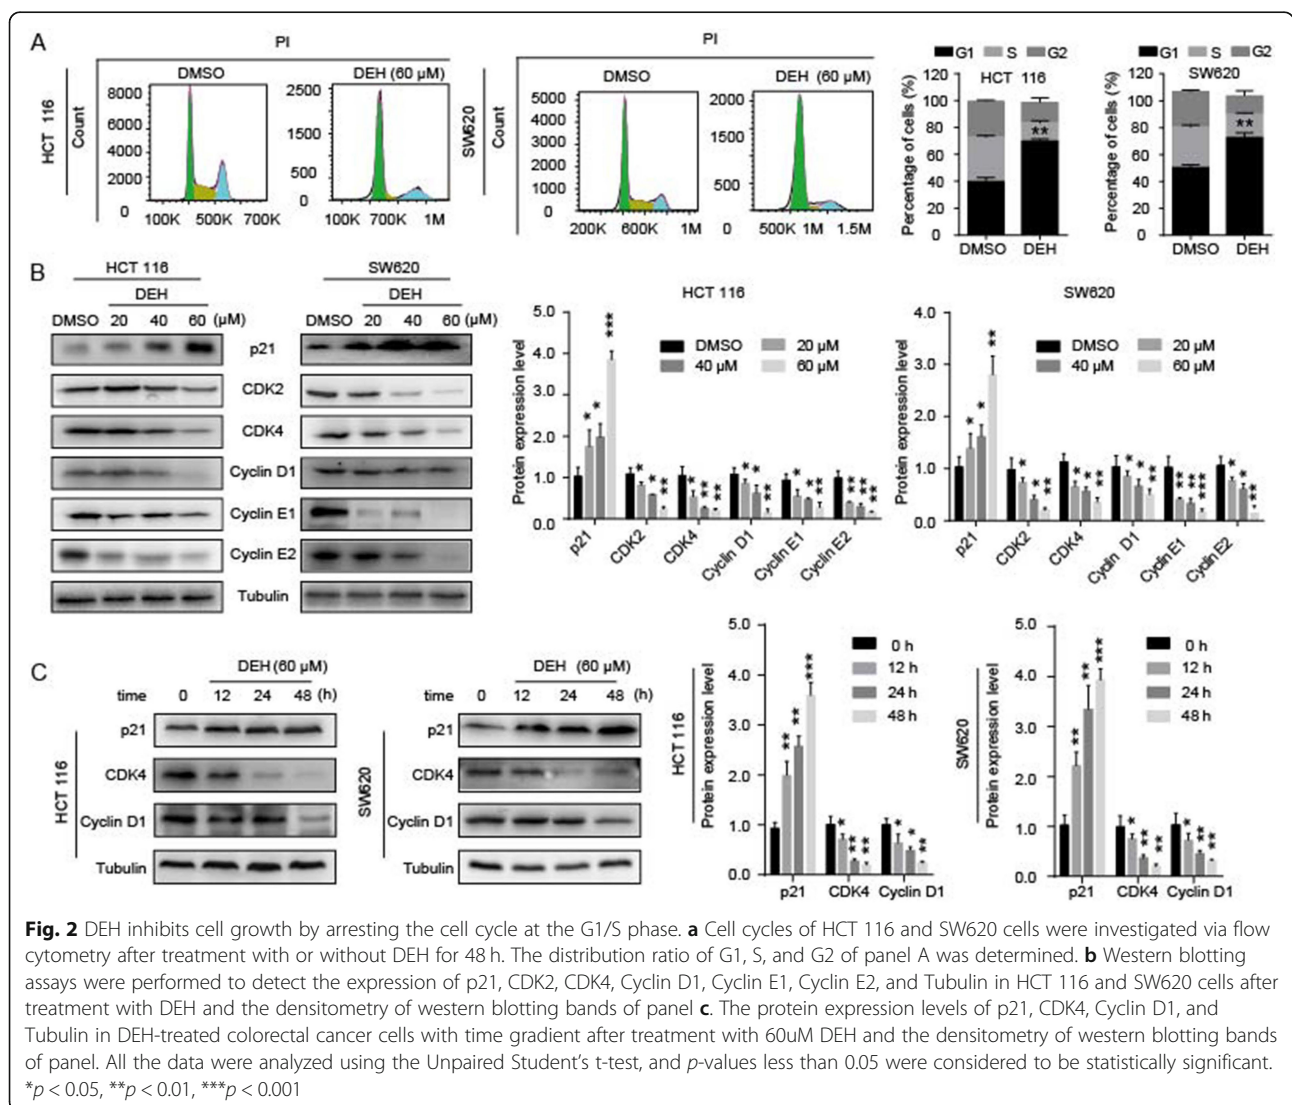 A
PI
PI
HCT 116
Count
DMSO
DEH (60 µM)
8000
6000
4000
2000
0
100K 500K 700K
2500
1500
500
0
100K 700K 1M
SW620
Count
DMSO
DEH (60 µM)
5000
4000
3000
2000
1000
0
200K 600K 1M
2000
1000
0
500K 1M 1.5M
G1 S G2
HCT 116
Percentage of cells (%)
120
100
80
60
40
20
0
**
DMSO DEH
G1 S G2
SW620
Percentage of cells (%)
120
100
80
60
40
20
0
**
DMSO DEH
B
HCT 116
DEH
DMSO 20 40 60 (µM)
SW620
DEH
DMSO 20 40 60 (µM)
p21
CDK2
CDK4
Cyclin D1
Cyclin E1
Cyclin E2
Tubulin
HCT 116
Protein expression level
5.0
4.0
3.0
2.0
1.0
0.0
DMSO 20 µM
40 µM 60 µM
p21 CDK2 CDK4 Cyclin D1 Cyclin E1 Cyclin E2
SW620
Protein expression level
4.0
3.0
2.0
1.0
0.0
DMSO 20 µM
40 µM 60 µM
p21 CDK2 CDK4 Cyclin D1 Cyclin E1 Cyclin E2
C
DEH (60 µM)
time 0 12 24 48 (h)
HCT 116
p21
CDK4
Cyclin D1
Tubulin
DEH (60 µM)
time 0 12 24 48 (h)
SW620
p21
CDK4
Cyclin D1
Tubulin
HCT 116
Protein expression level
5.0
4.0
3.0
2.0
1.0
0.0
0 h
12 h
24 h
48 h
p21 CDK4 Cyclin D1
SW620
Protein expression level
5.0
4.0
3.0
2.0
1.0
0.0
0 h
12 h
24 h
48 h
p21 CDK4 Cyclin D1
Fig. 2 DEH inhibits cell growth by arresting the cell cycle at the G1/S phase. a Cell cycles of HCT 116 and SW620 cells were investigated via flow
cytometry after treatment with or without DEH for 48 h. The distribution ratio of G1, S, and G2 of panel A was determined. b Western blotting
assays were performed to detect the expression of p21, CDK2, CDK4, Cyclin D1, Cyclin E1, Cyclin E2, and Tubulin in HCT 116 and SW620 cells after
treatment with DEH and the densitometry of western blotting bands of panel c. The protein expression levels of p21, CDK4, Cyclin D1, and
Tubulin in DEH-treated colorectal cancer cells with time gradient after treatment with 60uM DEH and the densitometry of western blotting bands
of panel. All the data were analyzed using the Unpaired Student's t-test, and p-values less than 0.05 were considered to be statistically significant.
*p < 0.05, **p < 0.01, ***p < 0.001